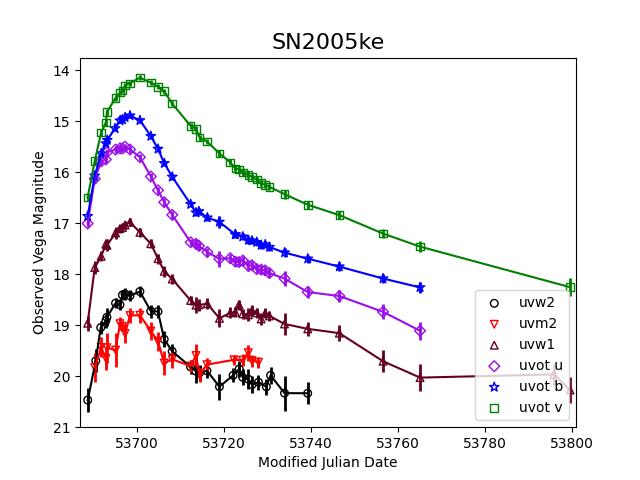 SN2005ke
Observed Vega Magnitude
14
15
16
17
18
19
20
21
53700
53720
53740
53760
53780
53800
Modified Julian Date
uvw2
uvm2
uvw1
uvot u
uvot b
uvot v